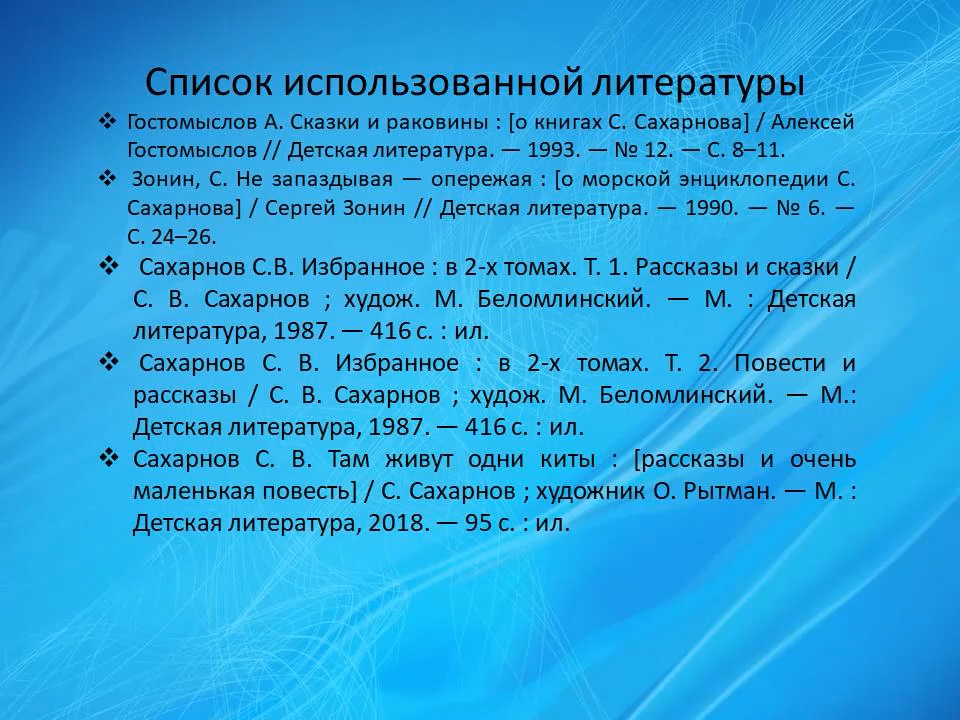 Список использованной литературы
❖ Гостомыслов А. Сказки и раковины : [о книгах С. Сахарнова] / Алексей
Гостомыслов // Детская литература. — 1993. — № 12. — С. 8–11.
❖ Зонин, С. Не запаздывая — опережая : [о морской энциклопедии С.
Сахарнова] / Сергей Зонин // Детская литература. — 1990. — № 6. —
С. 24–26.
❖ Сахарнов С.В. Избранное : в 2-х томах. Т. 1. Рассказы и сказки /
С. В. Сахарнов ; худож. М. Беломлинский. — М. : Детская
литература, 1987. — 416 с. : ил.
❖ Сахарнов С. В. Избранное : в 2-х томах. Т. 2. Повести и
рассказы / С. В. Сахарнов ; худож. М. Беломлинский. — М.:
Детская литература, 1987. — 416 с. : ил.
❖ Сахарнов С. В. Там живут одни киты : [рассказы и очень
маленькая повесть] / С. Сахарнов ; художник О. Рытман. — М. :
Детская литература, 2018. — 95 с. : ил.